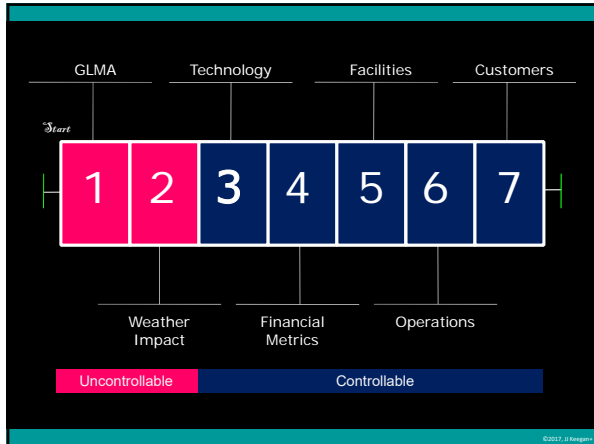 GLMA
Technology
Facilities
Customers
Start
1 2 3 4 5 6 7
Weather
Impact
Financial
Metrics
Operations
Uncontrollable
Controllable
©2017, JJ Keegan+